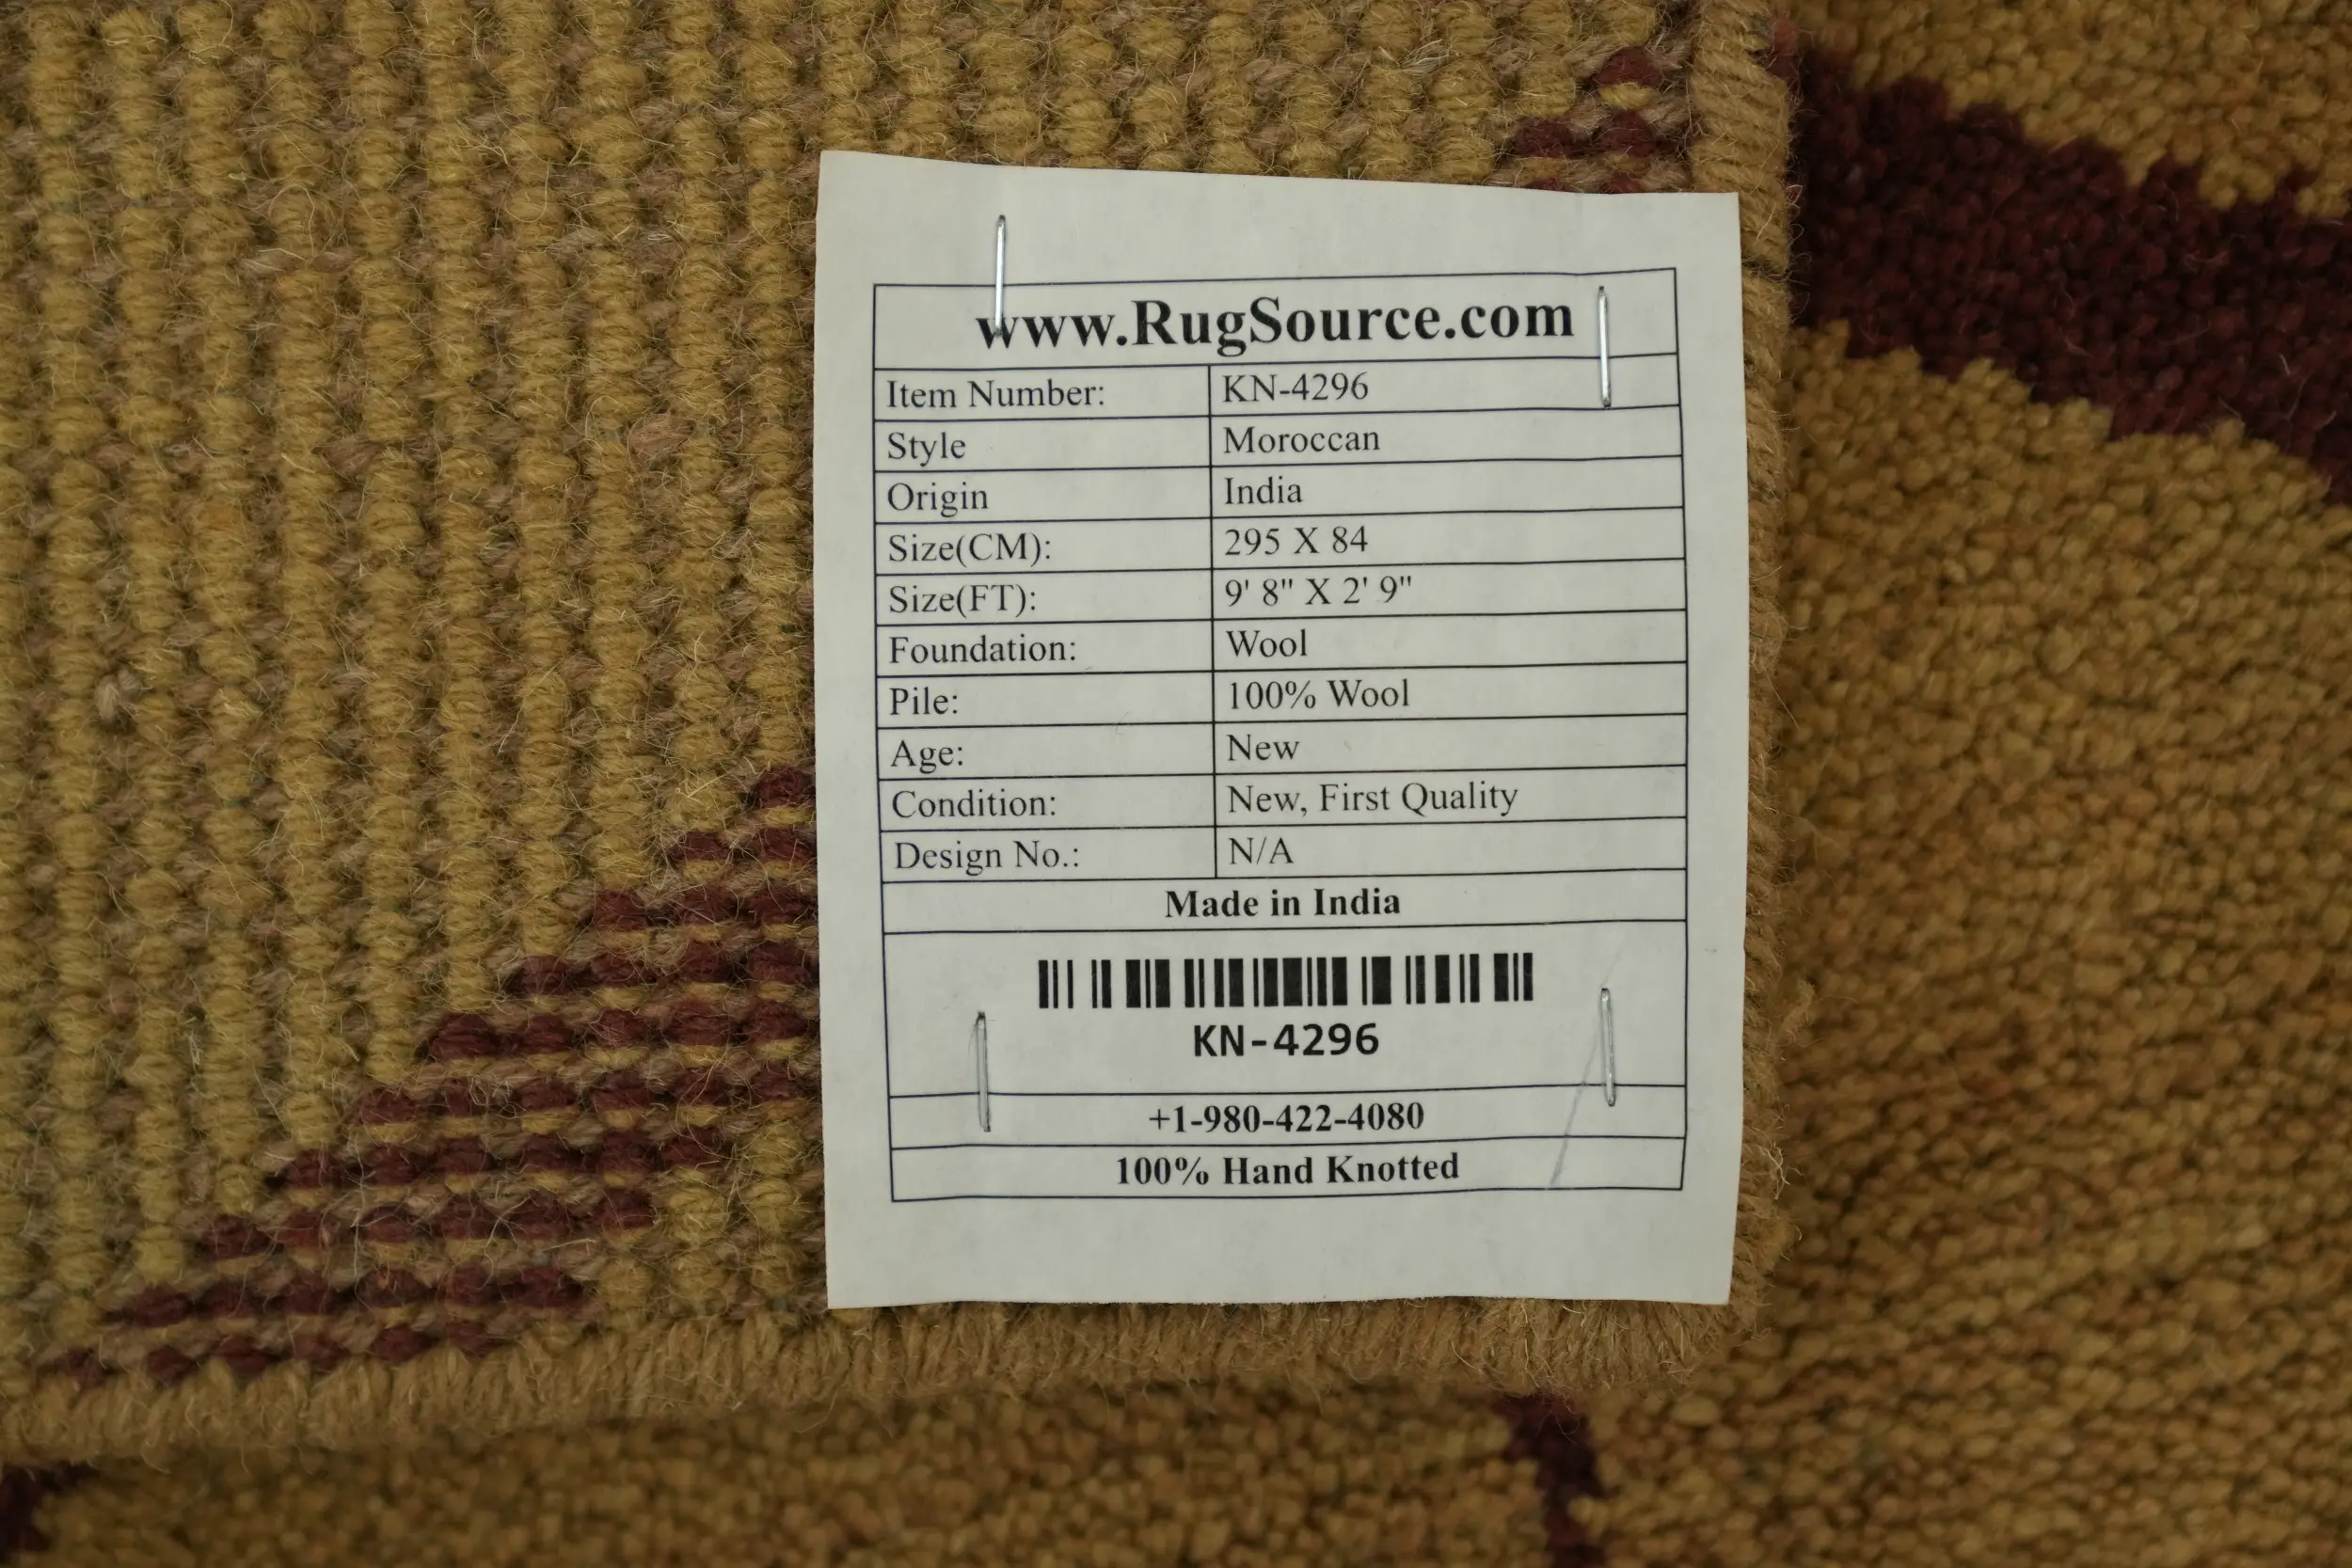 www.RugSource.com
Item Number: KN-4296
Style Moroccan
Origin India
Size(CM): 295 X 84
Size(FT): 9' 8" X 2' 9"
Foundation: Wool
Pile: 100% Wool
Age: New
Condition: New, First Quality
Design No.: N/A
Made in India
KN-4296
+1-980-422-4080
100% Hand Knotted